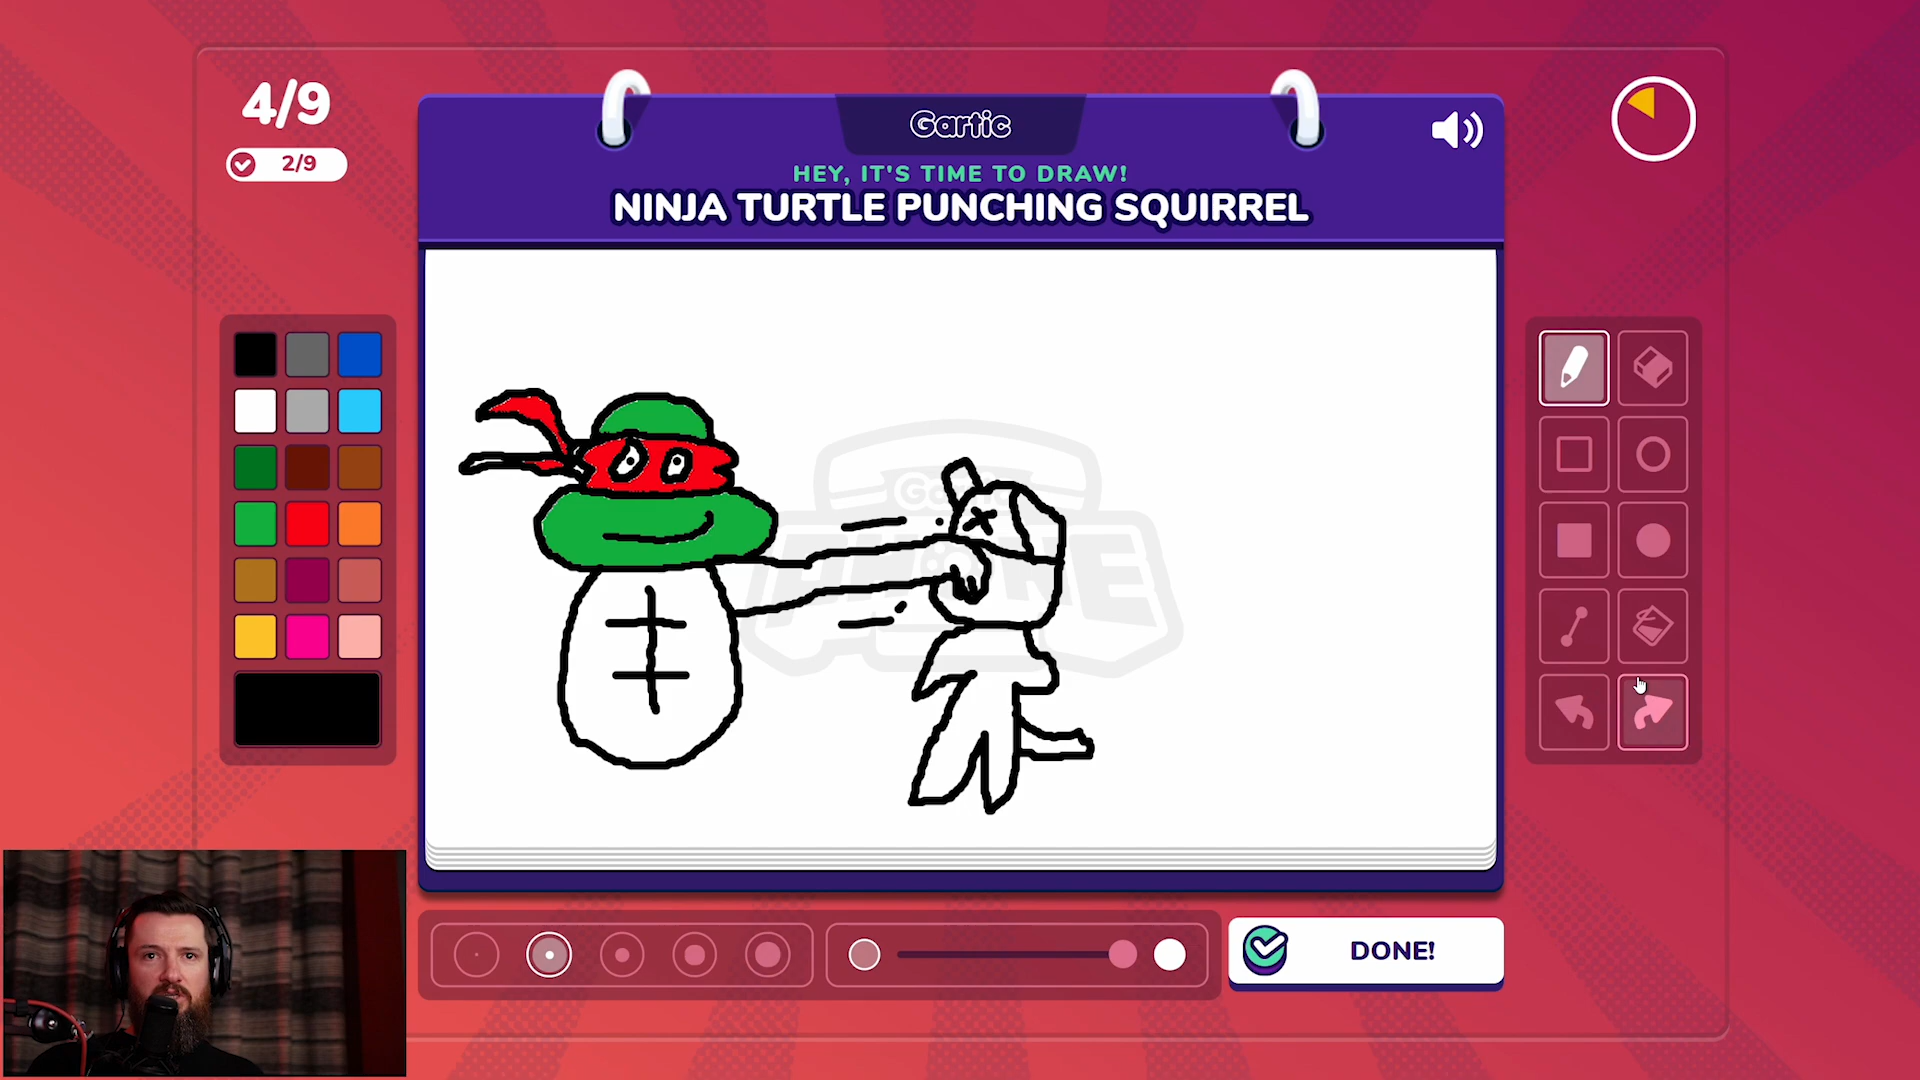 4/9
2/9
Gartic
HEY, IT'S TIME TO DRAW!
NINJA TURTLE PUNCHING SQUIRREL
DONE!